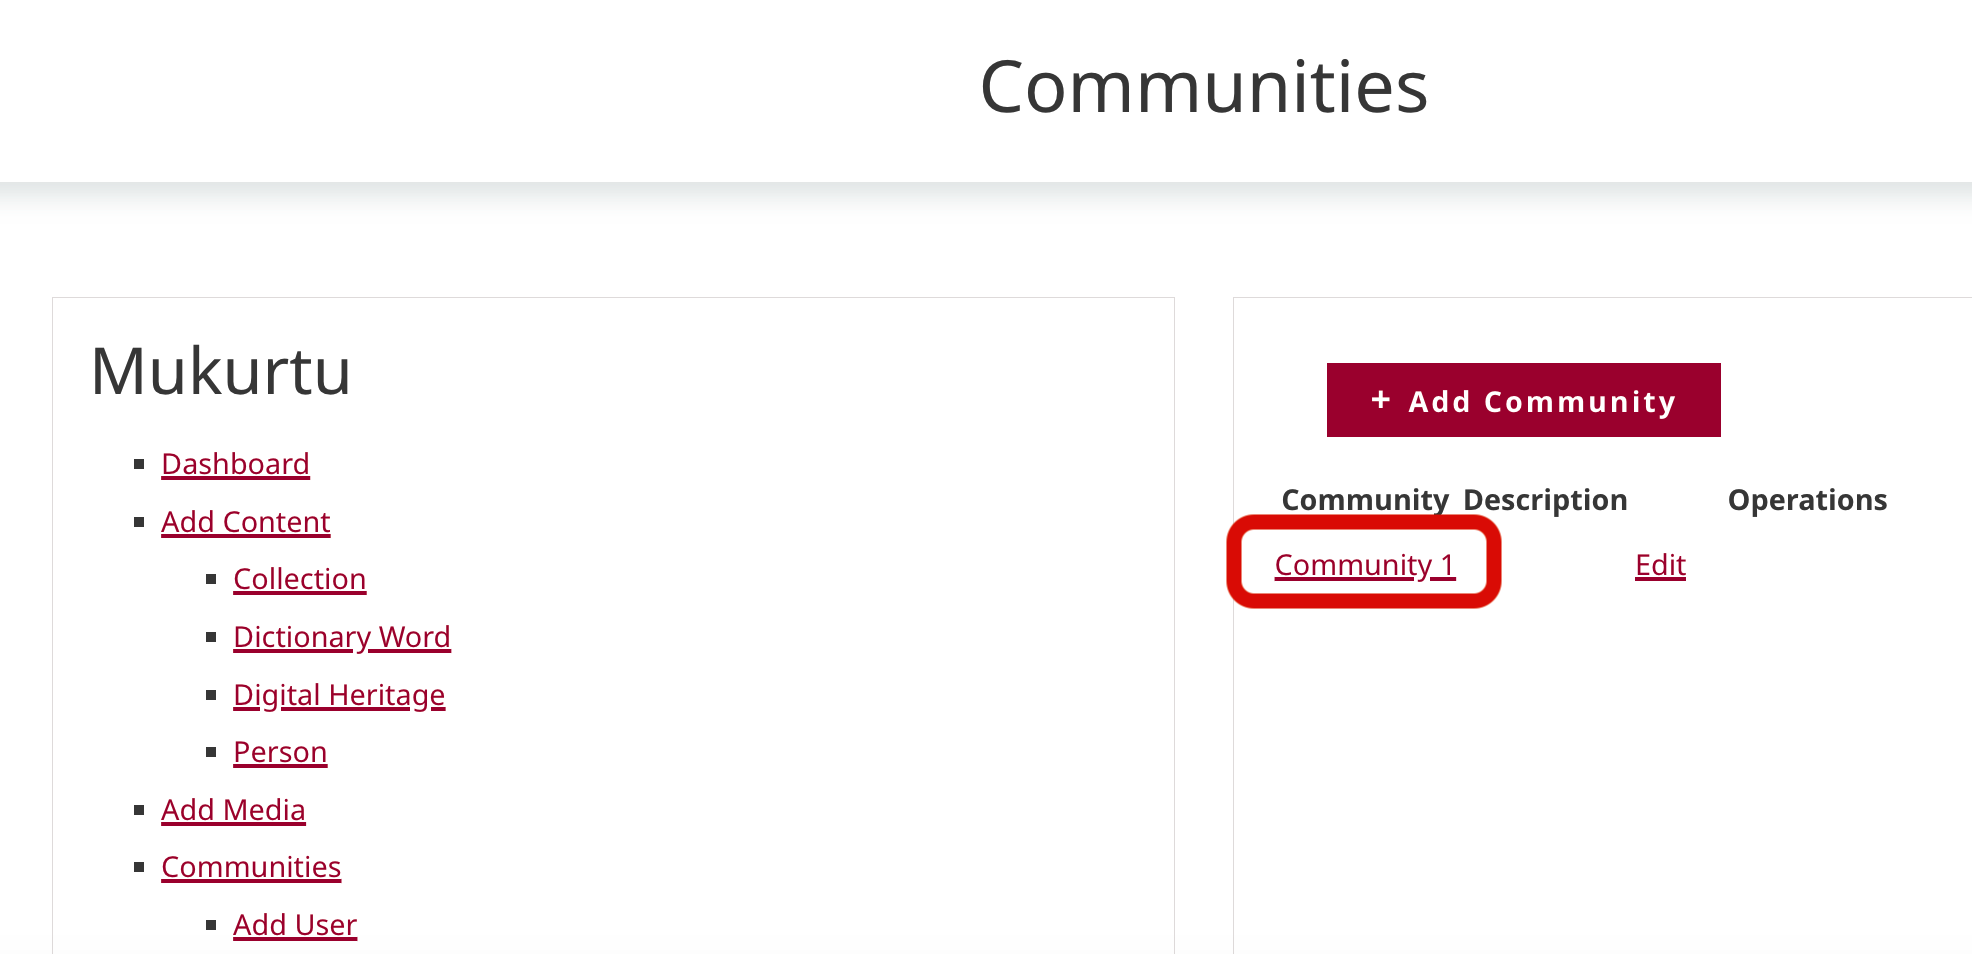 Communities
Mukurtu
Dashboard
Add Content
Collection
Dictionary Word
Digital Heritage
Person
Add Media
Communities
Add User
+ Add Community
Community Description Operations
Community 1 Edit